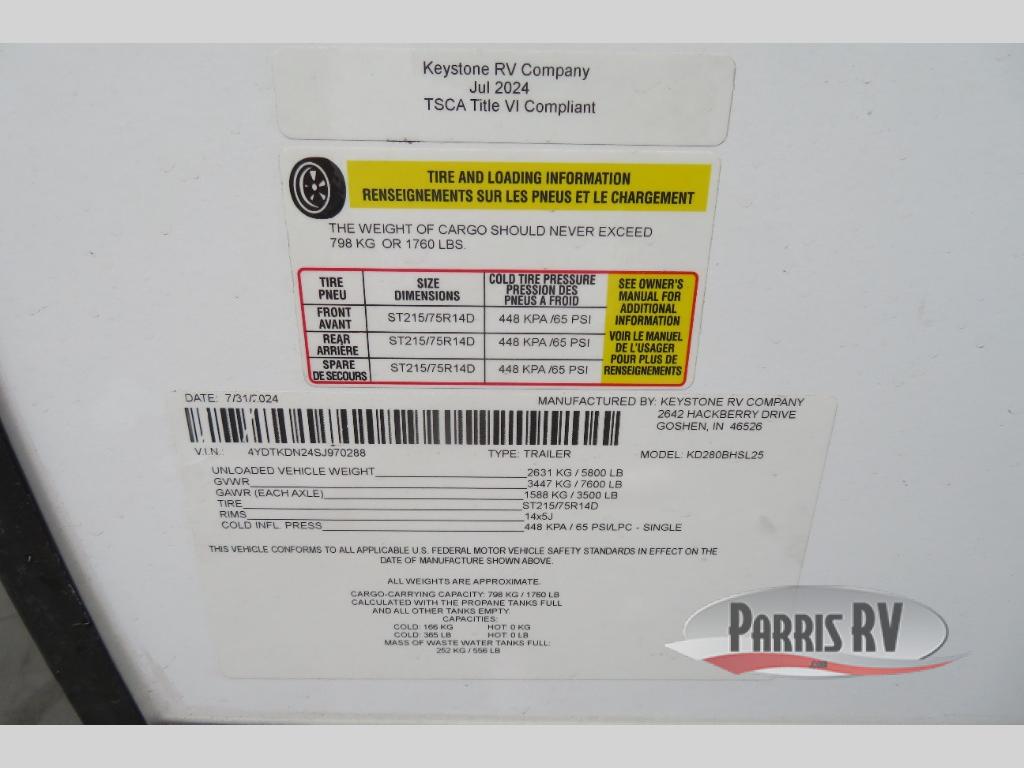 Keystone RV Company
Jul 2024
TSCA Title VI Compliant
TIRE AND LOADING INFORMATION
RENSEIGNEMENTS SUR LES PNEUS ET LE CHARGEMENT
THE WEIGHT OF CARGO SHOULD NEVER EXCEED
798 KG OR 1760 LBS.
TIRE
PNEU
SIZE
DIMENSIONS
COLD TIRE PRESSURE
PRESSION DES
PNEUS A FROID
SEE OWNER'S
MANUAL FOR
ADDITIONAL
INFORMATION
VOIR LE MANUEL
DE L'USAGER
POUR PLUS DE
RENSEIGNEMENTS
FRONT
AVANT
ST215/75R14D
448 KPA /65 PSI
REAR
ARRIÈRE
ST215/75R14D
448 KPA /65 PSI
SPARE
DE SECOURS
ST215/75R14D
448 KPA /65 PSI
DATE: 7/31/2024
MANUFACTURED BY: KEYSTONE RV COMPANY
2642 HACKBERRY DRIVE
GOSHEN, IN 46526
V.I.N.: 4YDTKDN24SJ970288 TYPE: TRAILER MODEL: KD280BHSL25
UNLOADED VEHICLE WEIGHT 2631 KG / 5800 LB
GVWR 3447 KG / 7600 LB
GAWR (EACH AXLE) 1588 KG / 3500 LB
TIRE ST215/75R14D
RIMS 14x5J
COLD INFL. PRESS 448 KPA / 65 PSI/LPC - SINGLE
THIS VEHICLE CONFORMS TO ALL APPLICABLE U.S. FEDERAL MOTOR VEHICLE SAFETY STANDARDS IN EFFECT ON THE
DATE OF MANUFACTURE SHOWN ABOVE.
ALL WEIGHTS ARE APPROXIMATE.
CARGO-CARRYING CAPACITY: 798 KG / 1760 LB
CALCULATED WITH THE PROPANE TANKS FULL
AND ALL OTHER TANKS EMPTY.
CAPACITIES:
COLD: 166 KG HOT: 0 KG
COLD: 365 LB HOT: 0 LB
MASS OF WASTE WATER TANKS FULL:
252 KG / 556 LB
PARRIS RV
.com